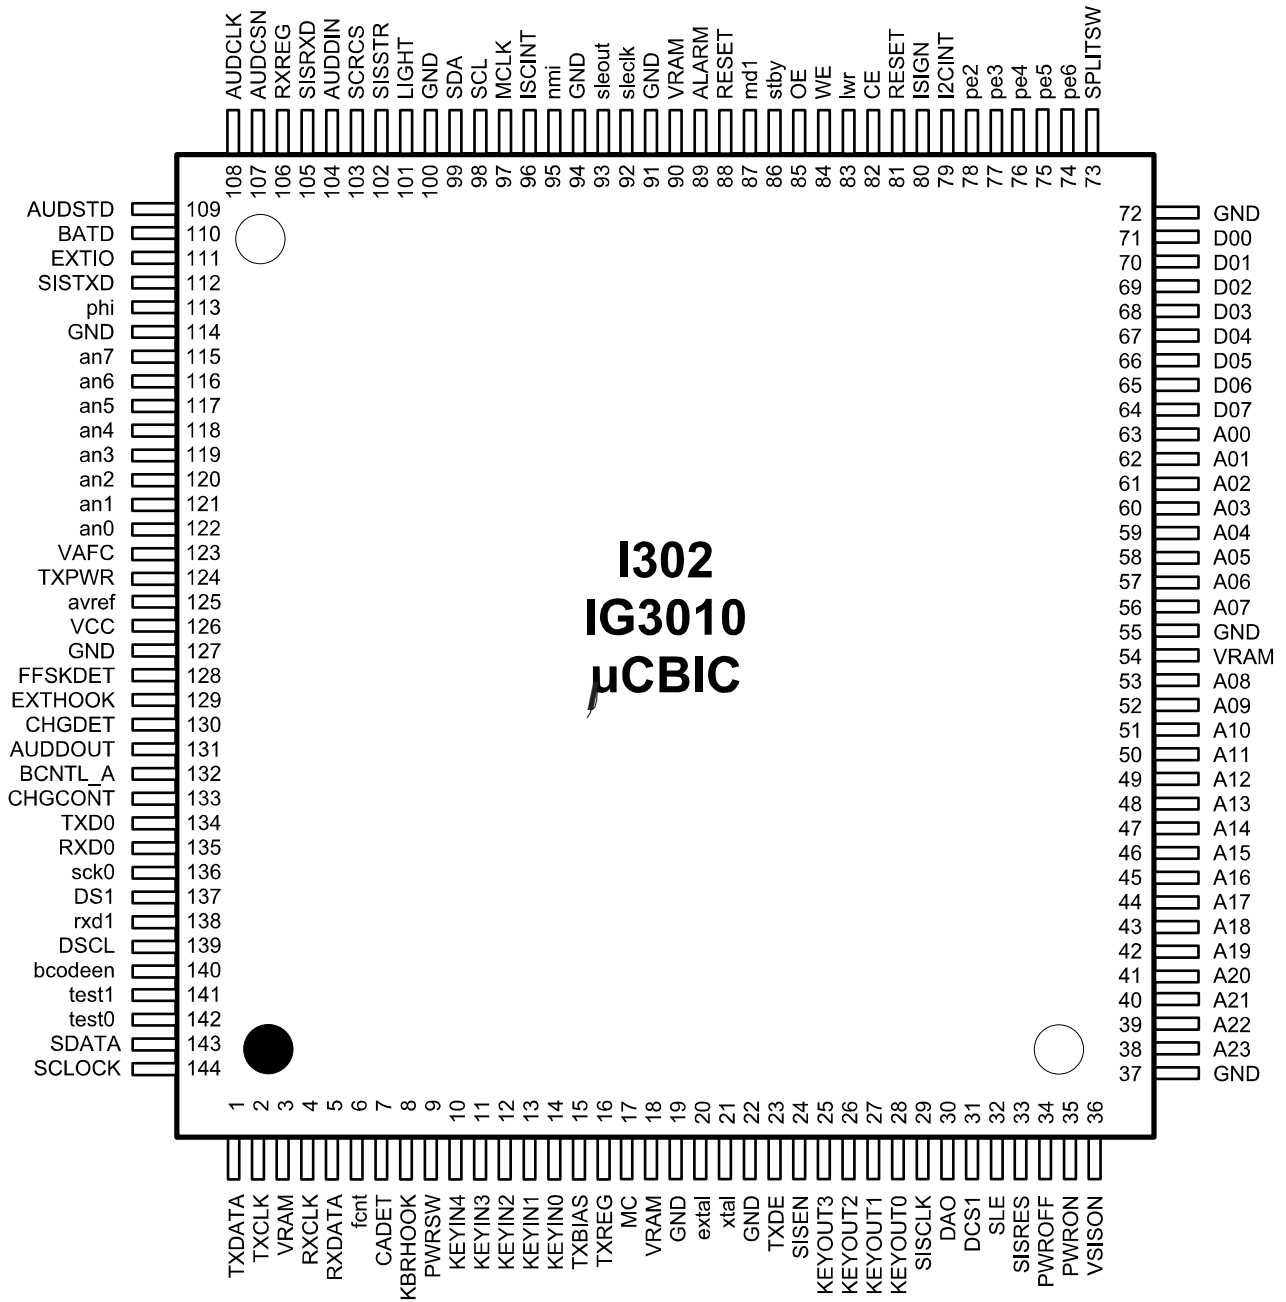 AUDCLK
AUDCSN
RXREG
SISRXD
AUDDIN
SCRCS
SISSTR
LIGHT
GND
SDA
SCL
MCLK
ISCINT
nmi
GND
sleout
sleclk
GND
VRAM
ALARM
RESET
md1
stby
OE
WE
lwr
CE
RESET
ISIGN
I2CINT
pe2
pe3
pe4
pe5
pe6
SPLITSW
108
107
106
105
104
103
102
101
100
99
98
97
96
95
94
93
92
91
90
89
88
87
86
85
84
83
82
81
80
79
78
77
76
75
74
73
AUDSTD 109
BATD 110
EXTIO 111
SISTXD 112
phi 113
GND 114
an7 115
an6 116
an5 117
an4 118
an3 119
an2 120
an1 121
an0 122
VAFC 123
TXPWR 124
avref 125
VCC 126
GND 127
FFSKDET 128
EXTHOOK 129
CHGDET 130
AUDDOUT 131
BCNTL_A 132
CHGCONT 133
TXD0 134
RXD0 135
sck0 136
DS1 137
rxd1 138
DSCL 139
bcodeen 140
test1 141
test0 142
SDATA 143
SCLOCK 144
I302
IG3010
µCBIC
72 GND
71 D00
70 D01
69 D02
68 D03
67 D04
66 D05
65 D06
64 D07
63 A00
62 A01
61 A02
60 A03
59 A04
58 A05
57 A06
56 A07
55 GND
54 VRAM
53 A08
52 A09
51 A10
50 A11
49 A12
48 A13
47 A14
46 A15
45 A16
44 A17
43 A18
42 A19
41 A20
40 A21
39 A22
38 A23
37 GND
1
2
3
4
5
6
7
8
9
10
11
12
13
14
15
16
17
18
19
20
21
22
23
24
25
26
27
28
29
30
31
32
33
34
35
36
TXDATA
TXCLK
VRAM
RXCLK
RXDATA
fcnt
CADET
KBRHOOK
PWRSW
KEYIN4
KEYIN3
KEYIN2
KEYIN1
KEYIN0
TXBIAS
TXREG
MC
VRAM
GND
extal
xtal
GND
TXDE
SISEN
KEYOUT3
KEYOUT2
KEYOUT1
KEYOUT0
SISCLK
DAO
DCS1
SLE
SISRES
PWROFF
PWRON
VSISON